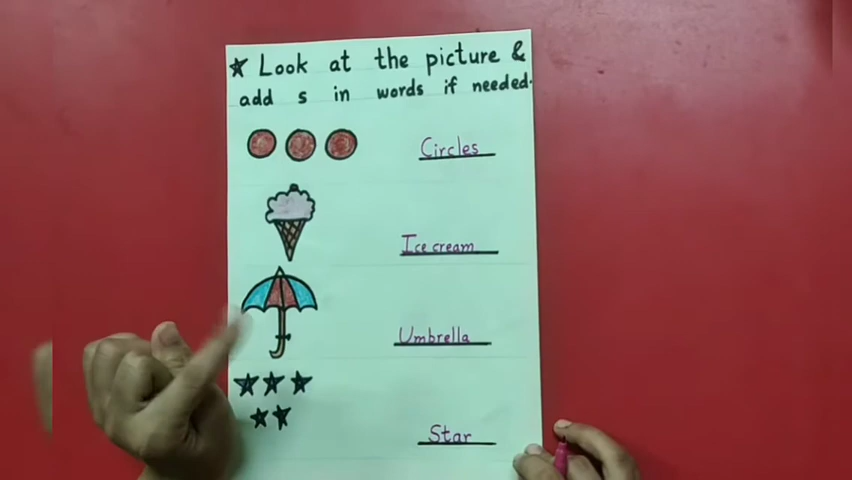 Look at the picture &
add s in words if needed.
Circles
Ice cream
Umbrella
Star